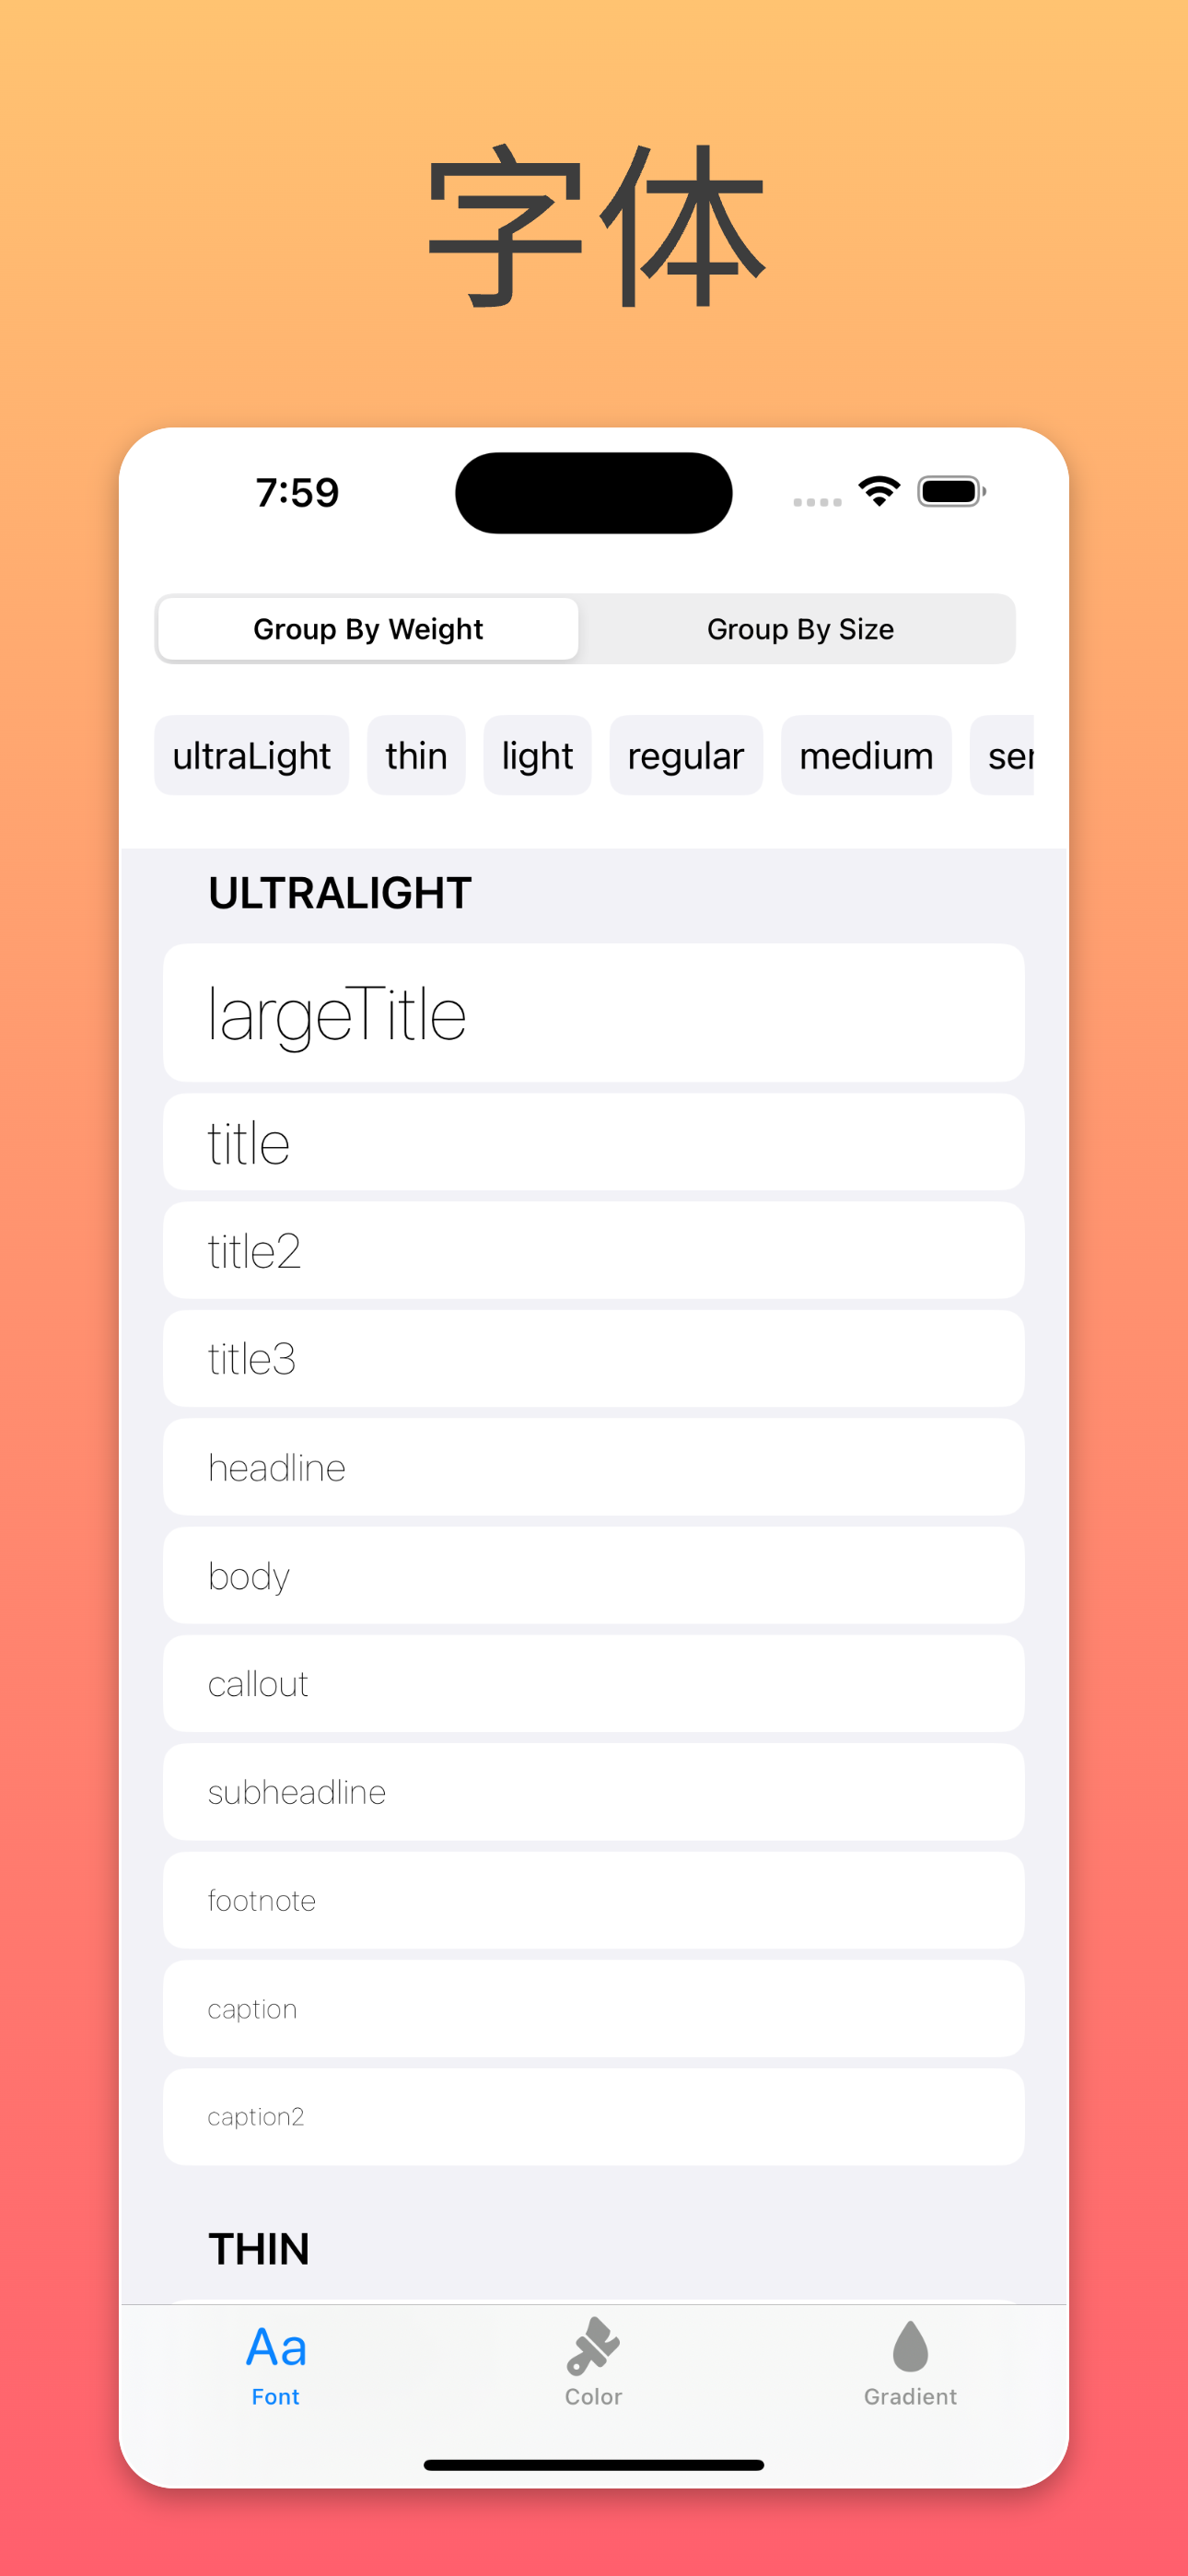 字体
7:59
Group By Weight Group By Size
ultraLight thin light regular medium
ULTRALIGHT
largeTitle
title
title2
title3
headline
body
callout
subheadline
footnote
caption
caption2
THIN
Aa
Font Color Gradient